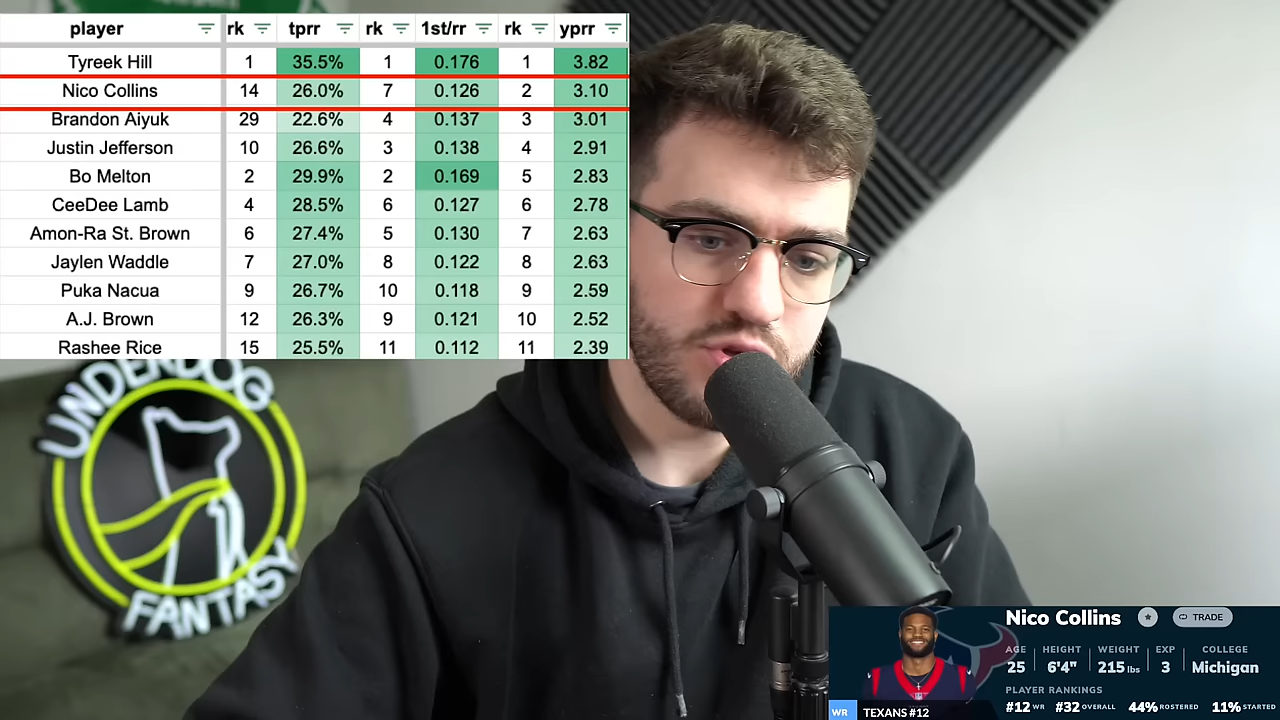 player rk tprr rk 1st/rr rk yprr
Tyreek Hill 1 35.5% 1 0.176 1 3.82
Nico Collins 14 26.0% 7 0.126 2 3.10
Brandon Aiyuk 29 22.6% 4 0.137 3 3.01
Justin Jefferson 10 26.6% 3 0.138 4 2.91
Bo Melton 2 29.9% 2 0.169 5 2.83
CeeDee Lamb 4 28.5% 6 0.127 6 2.78
Amon-Ra St. Brown 6 27.4% 5 0.130 7 2.63
Jaylen Waddle 7 27.0% 8 0.122 8 2.63
Puka Nacua 9 26.7% 10 0.118 9 2.59
A.J. Brown 12 26.3% 9 0.121 10 2.52
Rashee Rice 15 25.5% 11 0.112 11 2.39
UNDERDOG
FANTASY
Nico Collins TRADE
AGE HEIGHT WEIGHT EXP COLLEGE
25 6'4" 215 lbs 3 Michigan
PLAYER RANKINGS
#12 WR #32 OVERALL 44% ROSTERED 11% STARTED
WR TEXANS #12